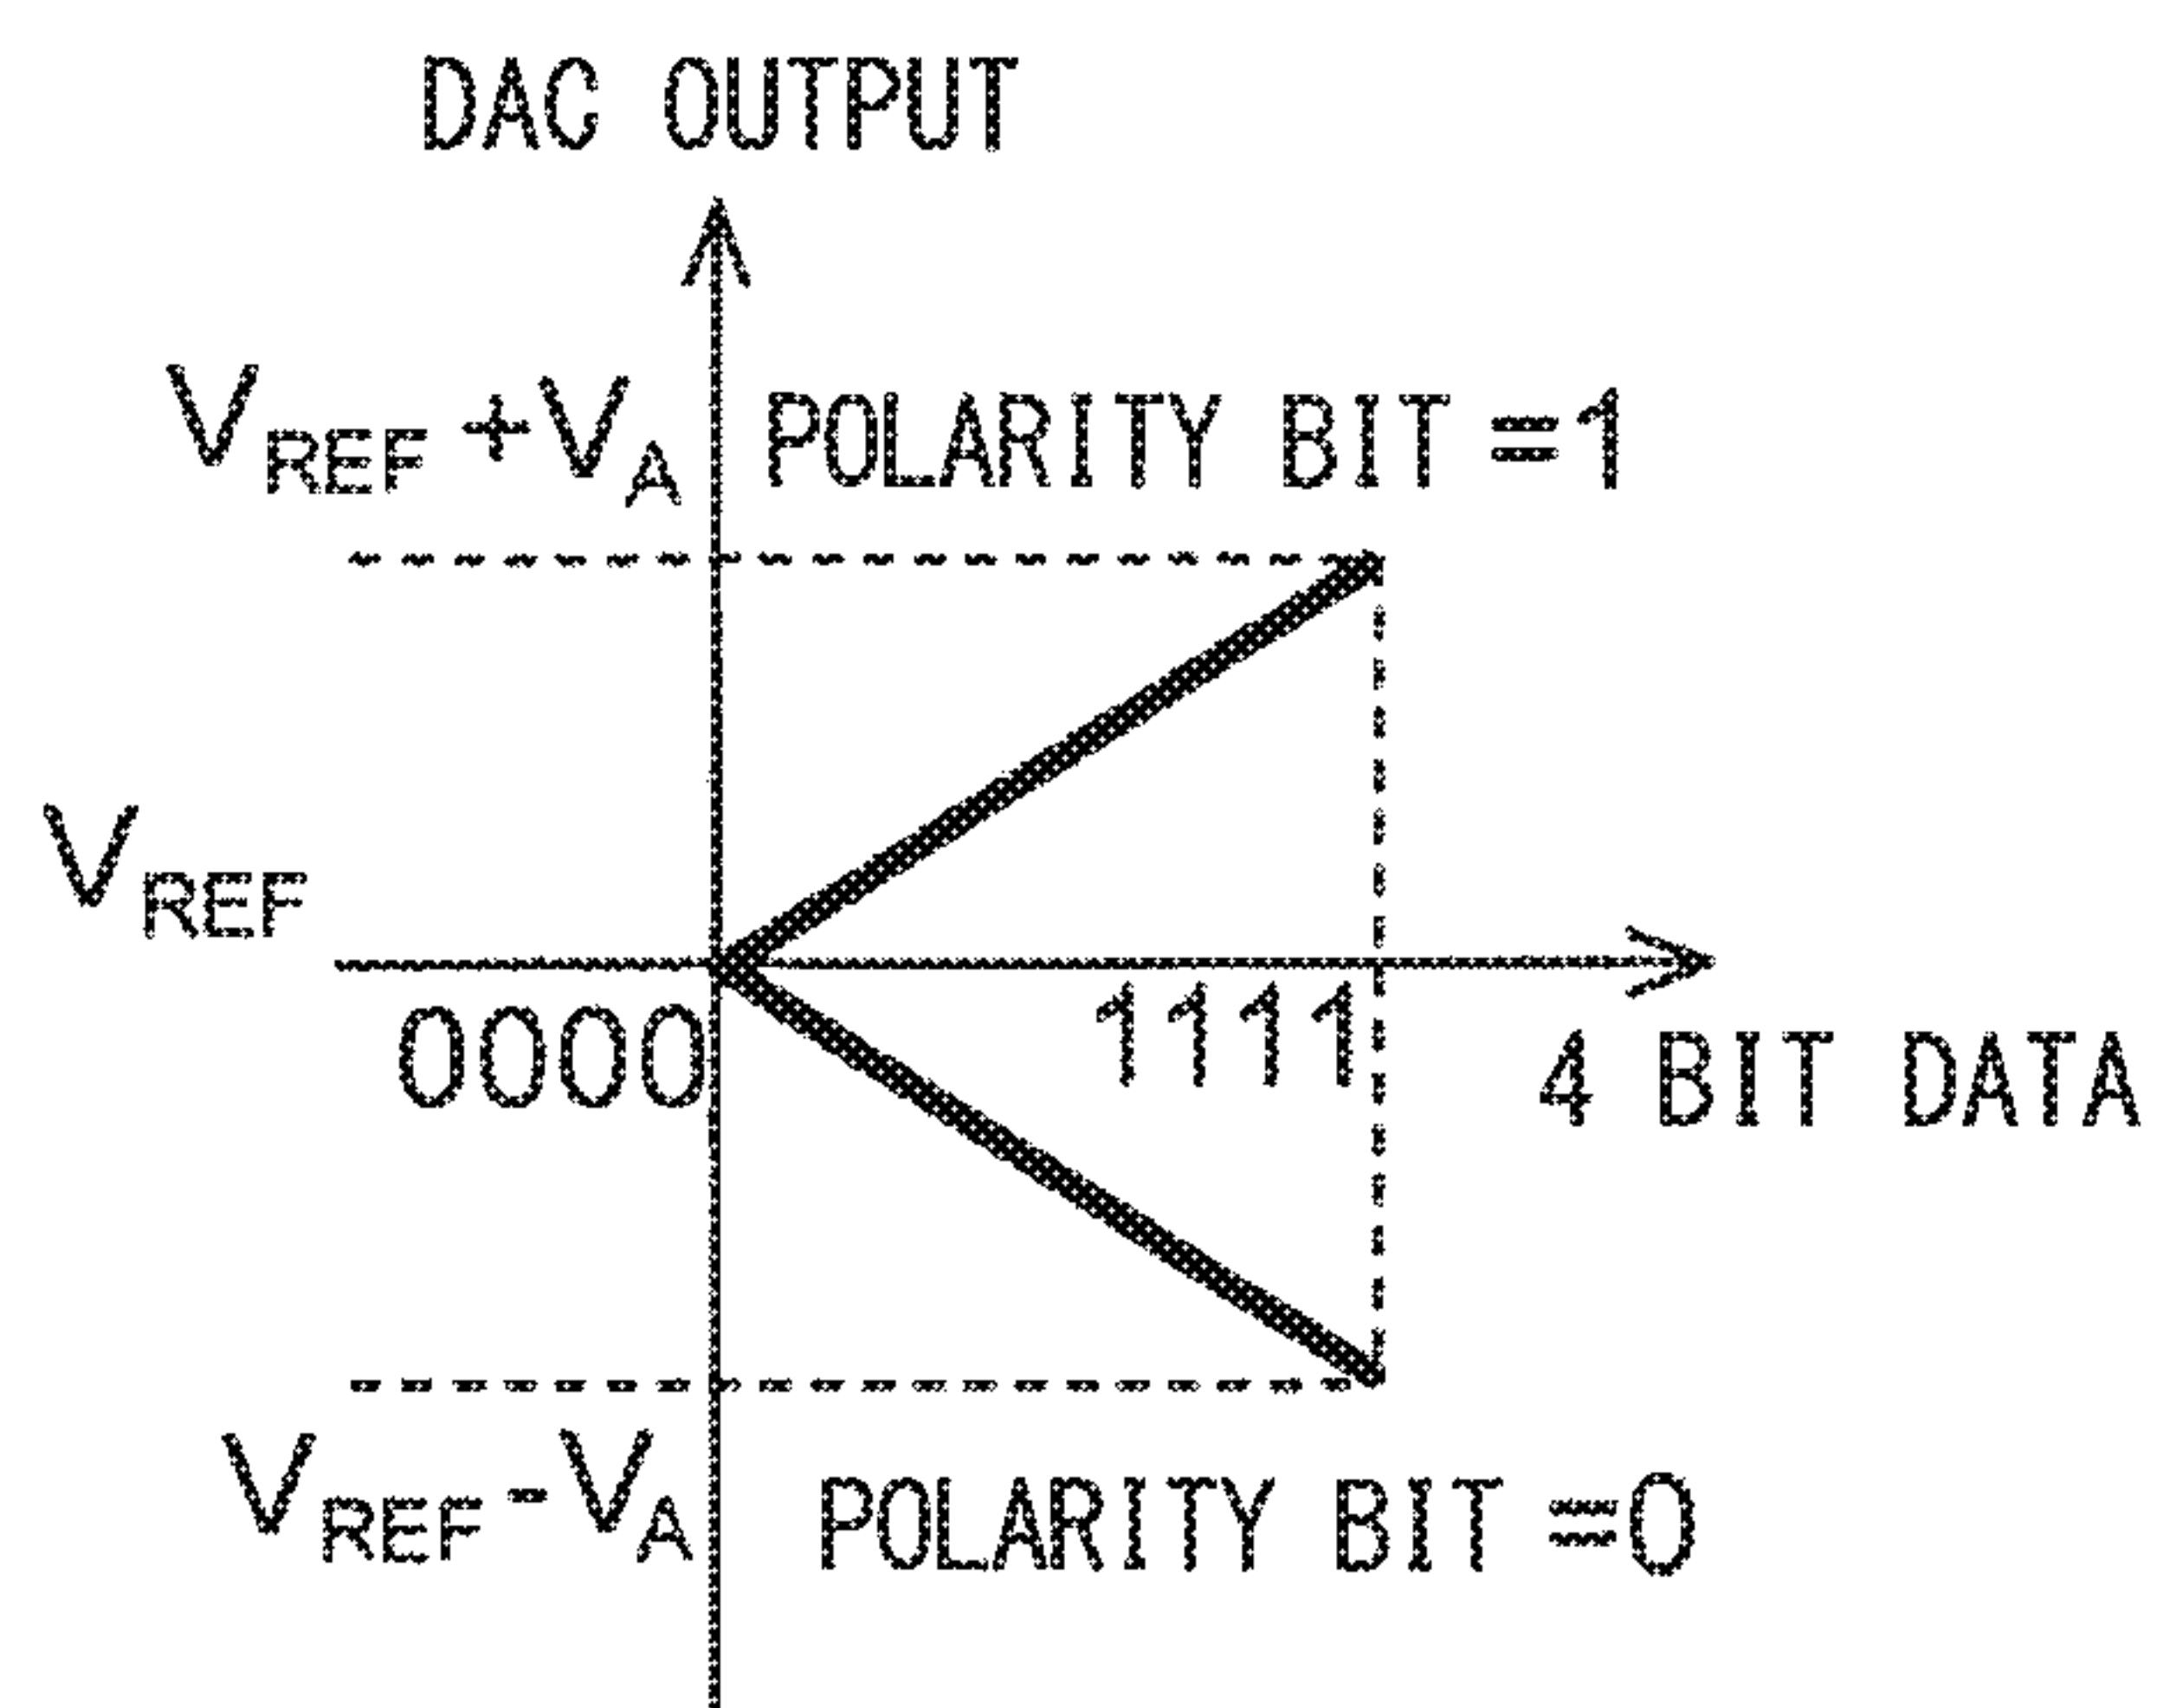 DAC OUTPUT
VREF+VA POLARITY BIT=1
VREF
0000 1111
4 BIT DATA
VREF-VA POLARITY BIT=0